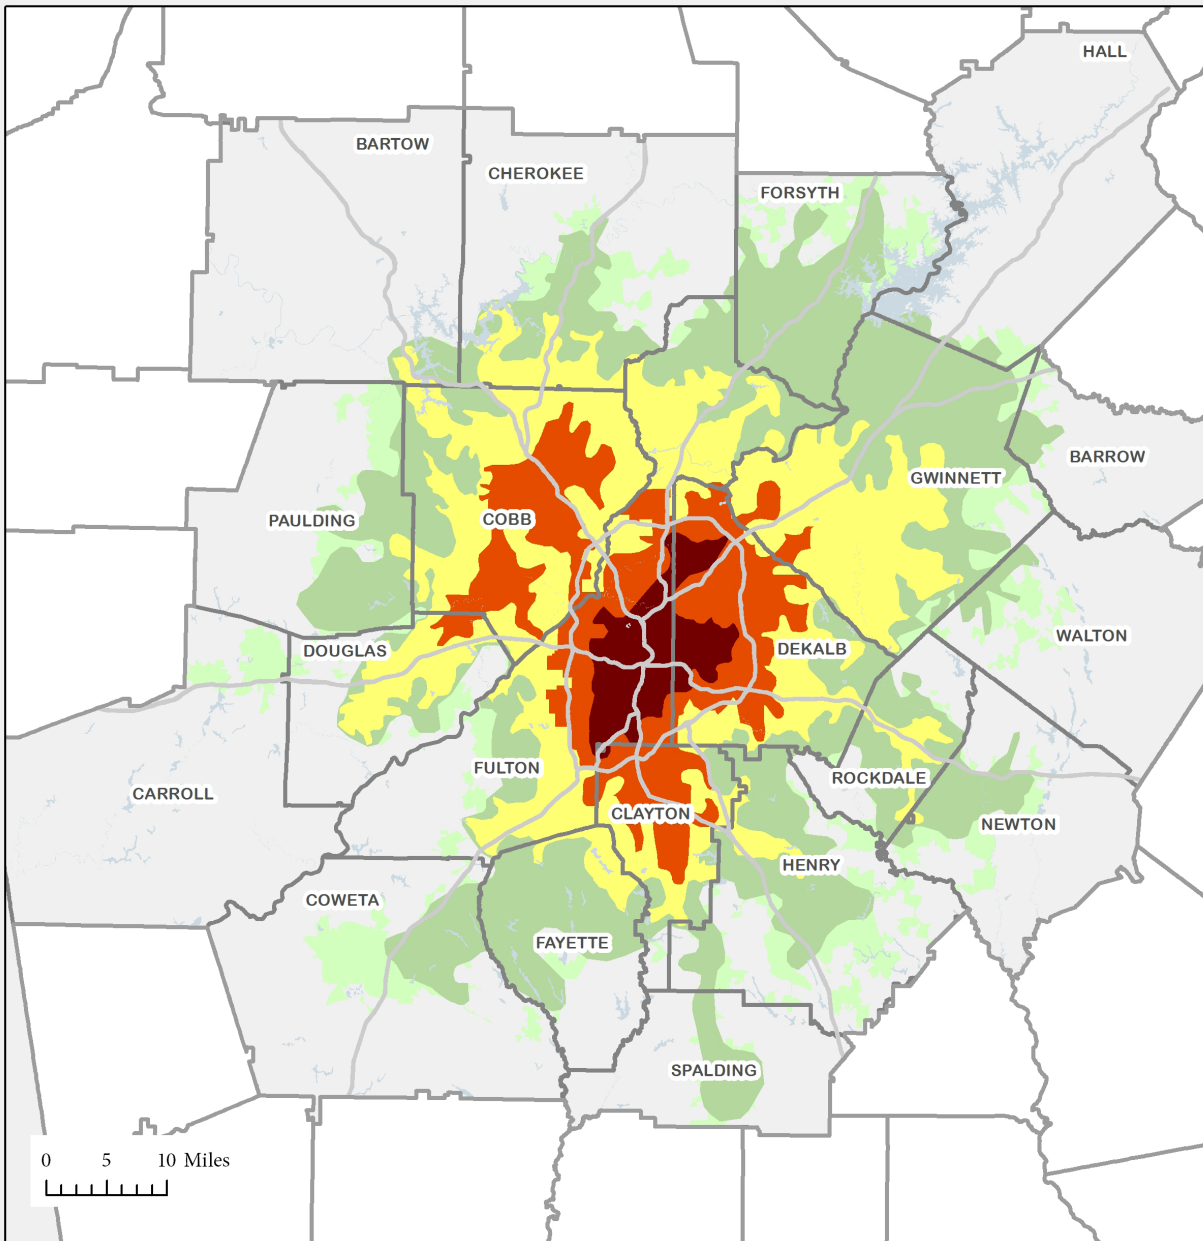 HALL
BARTOW
CHEROKEE
FORSYTH
BARROW
GWINNETT
PAULDING
COBB
WALTON
DOUGLAS
DEKALB
FULTON
ROCKDALE
CARROLL
CLAYTON
NEWTON
HENRY
COWETA
FAYETTE
SPALDING
0 5 10 Miles